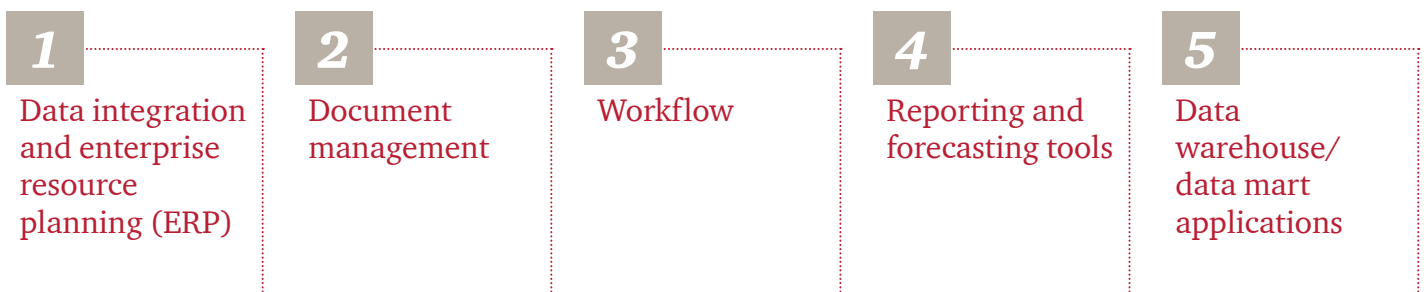 1
Data integration
and enterprise
resource
planning (ERP)
2
Document
management
3
Workflow
4
Reporting and
forecasting tools
5
Data
warehouse/
data mart
applications